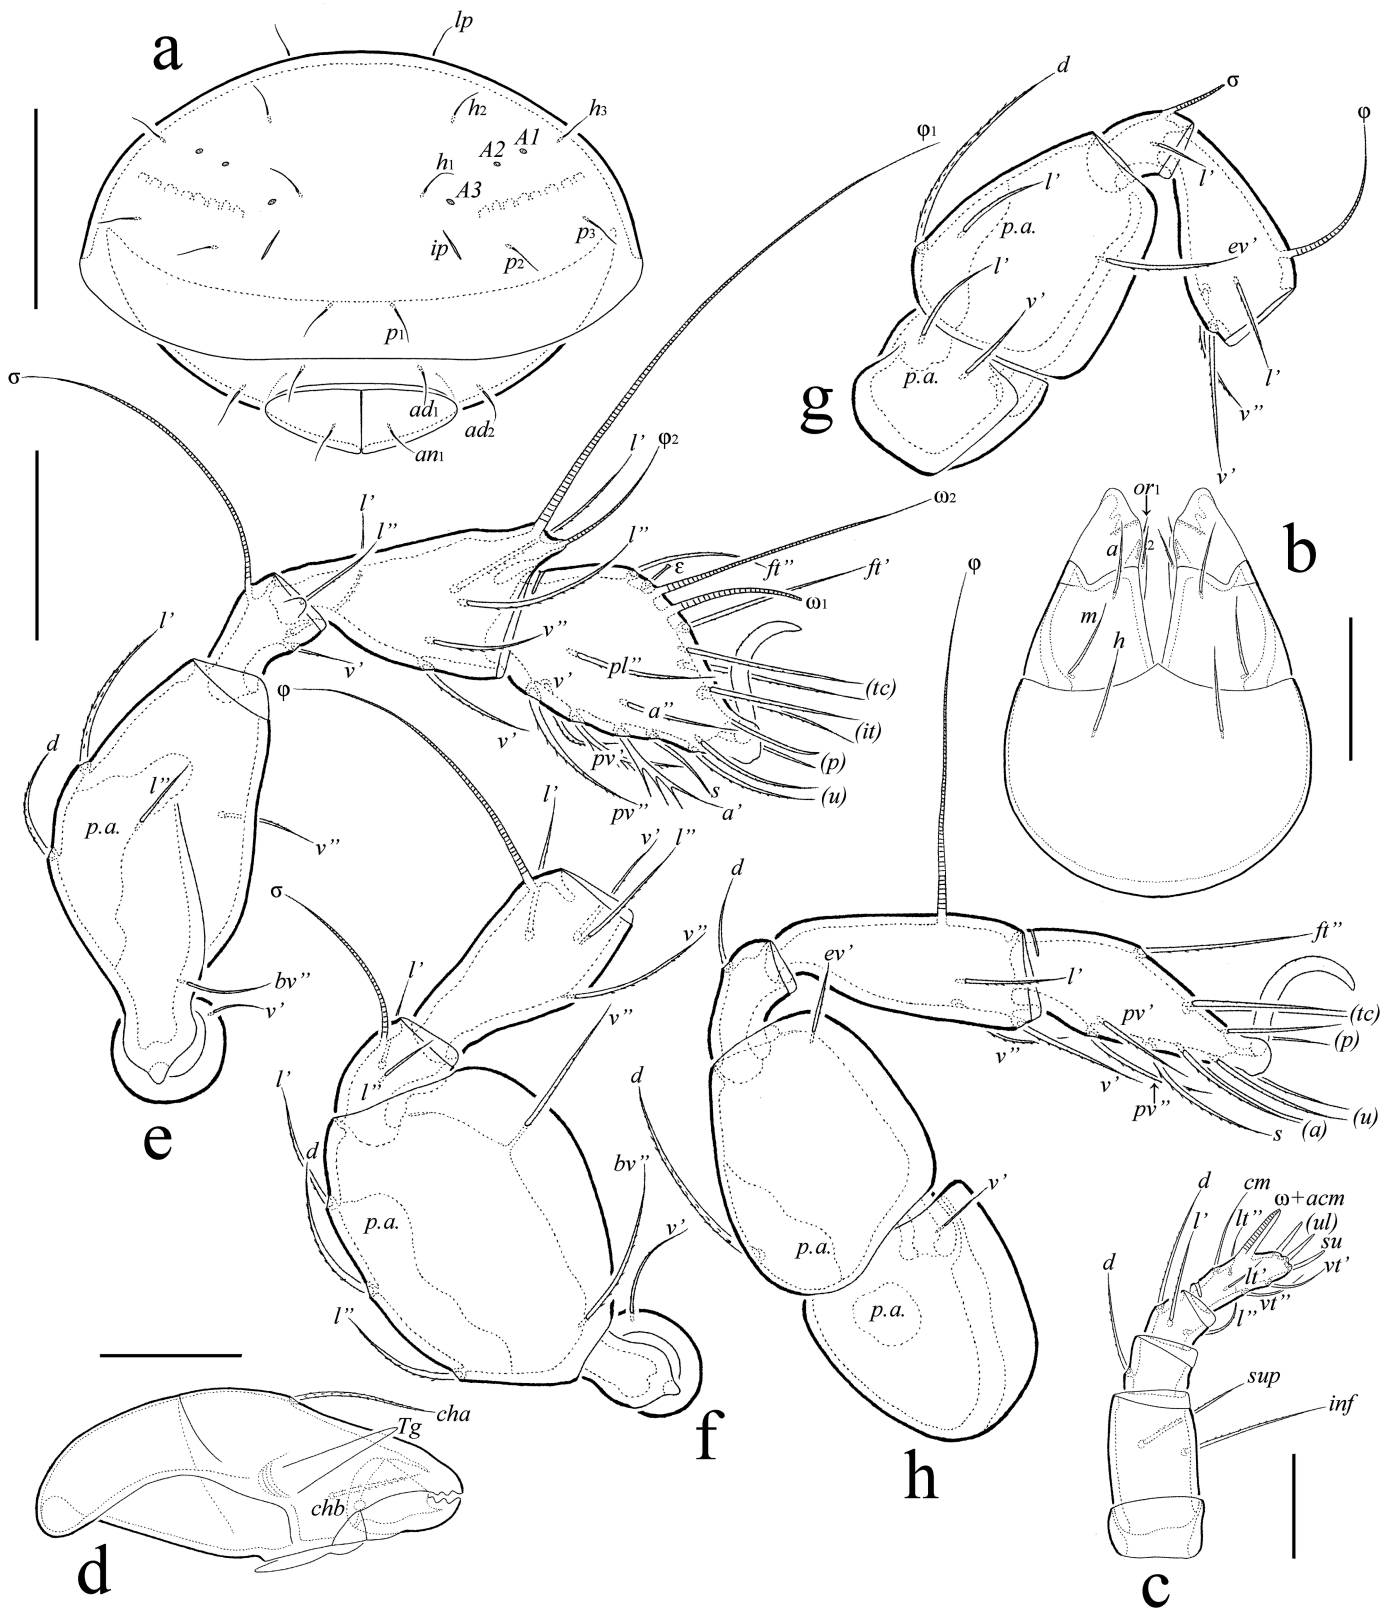 a
lp
h2
h3
A1
A2
h1
A3
ip
p2
p3
p1
ad1
ad2
an1
g
d
σ
φ
l'
l'
p.a.
ev'
l'
v'
p.a.
l'
v''
v'
b
or1
a
2
m
h
e
σ
φ1
l'
φ2
l'
l''
ω2
l''
ε
ft''
ft'
ω1
l'
v''
v'
pl''
(tc)
v'
a''
(it)
d
v'
pv'
(p)
l''
s
(u)
p.a.
pv''
a'
v''
bv''
v'
f
φ
l'
v'
l''
σ
v''
l'
v''
l''
l'
d
bv''
p.a.
v'
l''
h
φ
d
ev'
ft''
l'
(tc)
pv'
(p)
v''
d
v'
pv''
(u)
s
(a)
v'
p.a.
p.a.
c
d
cm
ω+acm
l'
lt''
(ul)
su
d
lt'
vt'
vt''
l''
sup
inf
d
cha
Tg
chb